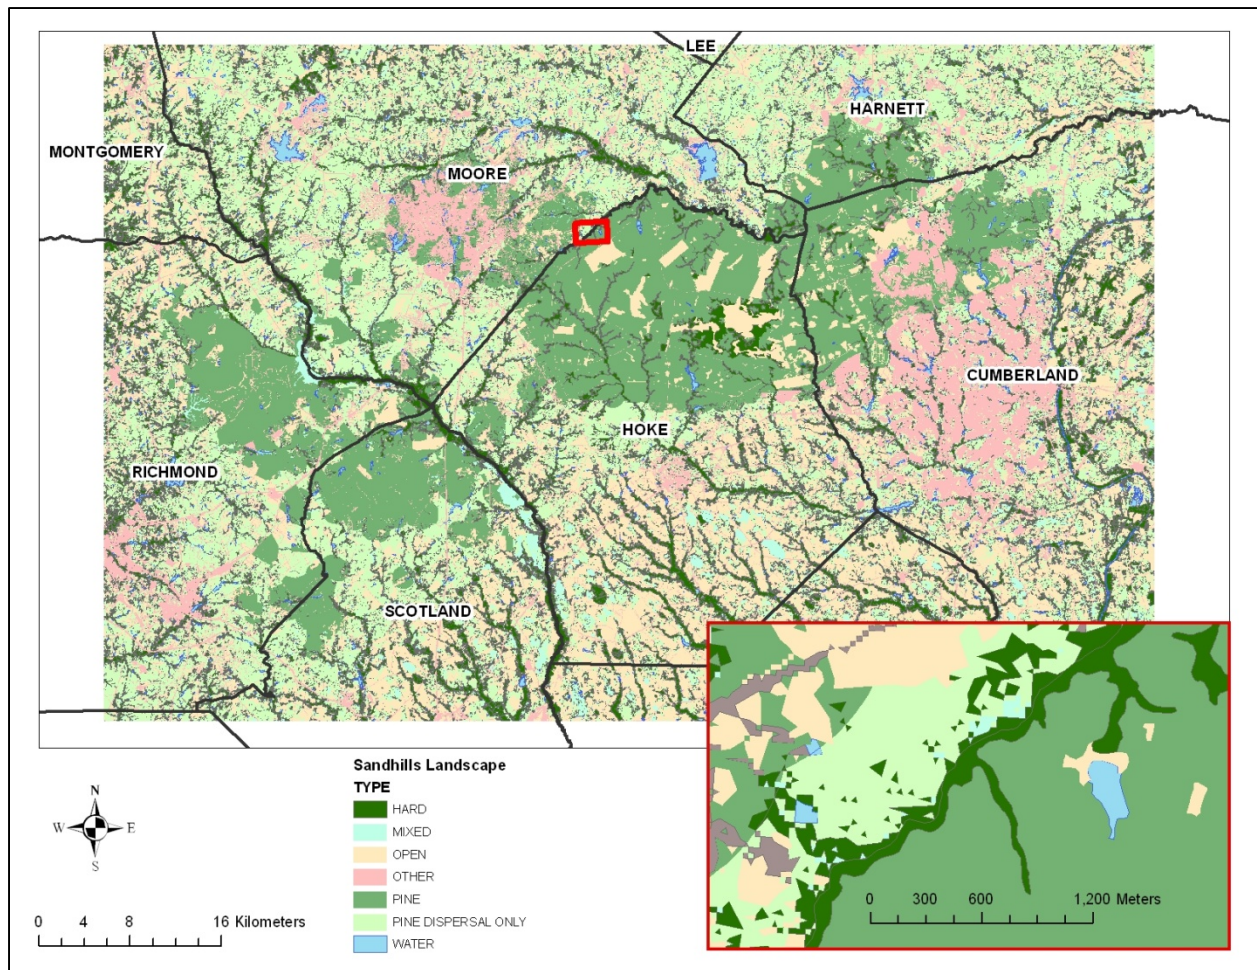 LEE
HARNETT
MONTGOMERY
MOORE
CUMBERLAND
HOKE
RICHMOND
SCOTLAND
0 300 600 1,200 Meters
Sandhills Landscape
TYPE
HARD
MIXED
OPEN
OTHER
PINE
PINE DISPERSAL ONLY
WATER
N
W E
S
0 4 8 16 Kilometers